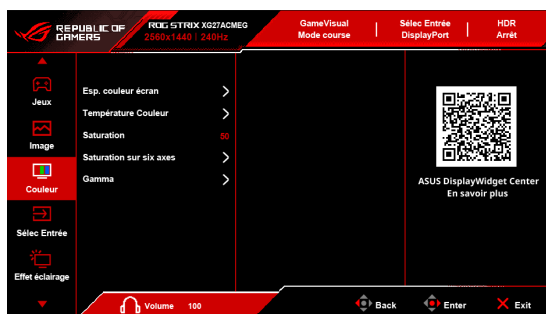 REPUBLIC OF
GAMERS
ROG STRIX XG27ACMEG
2560x1440 | 240Hz
GameVisual
Mode course
Sélec Entrée
DisplayPort
HDR
Arrêt
Jeux
Image
Couleur
Sélec Entrée
Effet éclairage
Esp. couleur écran
Température Couleur
Saturation 50
Saturation sur six axes
Gamma
ASUS DisplayWidget Center
En savoir plus
Volume 100
Back
Enter
Exit